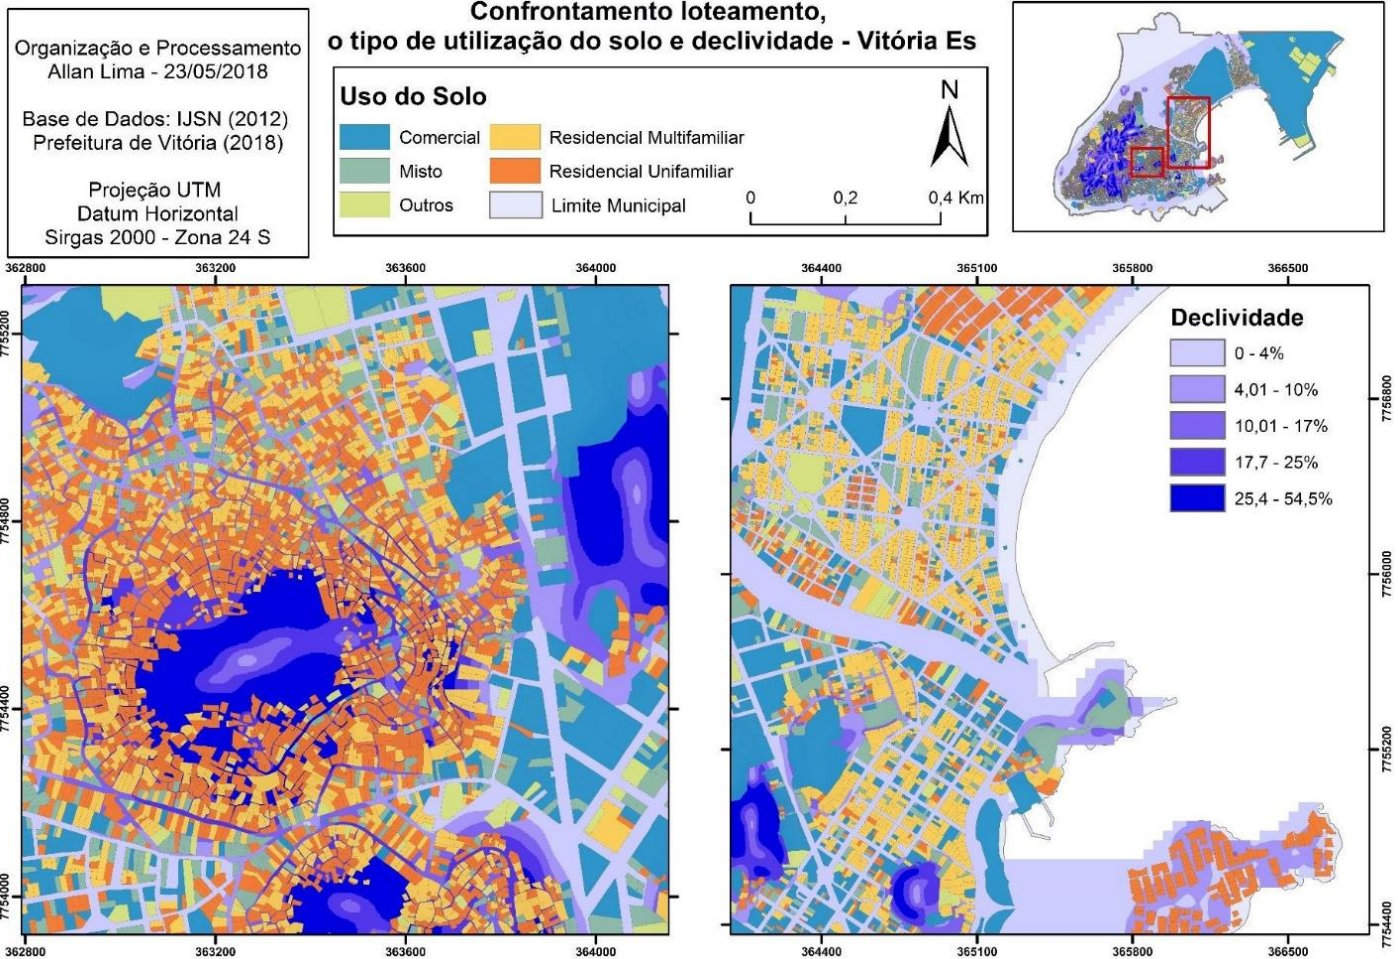 Confrontamento loteamento,
o tipo de utilização do solo e declividade - Vitória Es
Organização e Processamento
Allan Lima - 23/05/2018
Base de Dados: IJSN (2012)
Prefeitura de Vitória (2018)
Projeção UTM
Datum Horizontal
Sirgas 2000 - Zona 24 S
Uso do Solo
Comercial
Misto
Outros
Residencial Multifamiliar
Residencial Unifamiliar
Limite Municipal
N
0 0,2 0,4 Km
362800 363200 363600 364000
7755200
7754800
7754400
7754000
362800 363200 363600 364000
364400 365100 365800 366500
Declividade
0 - 4%
4,01 - 10%
10,01 - 17%
17,7 - 25%
25,4 - 54,5%
7756800
7756000
7755200
7754400
364400 365100 365800 366500